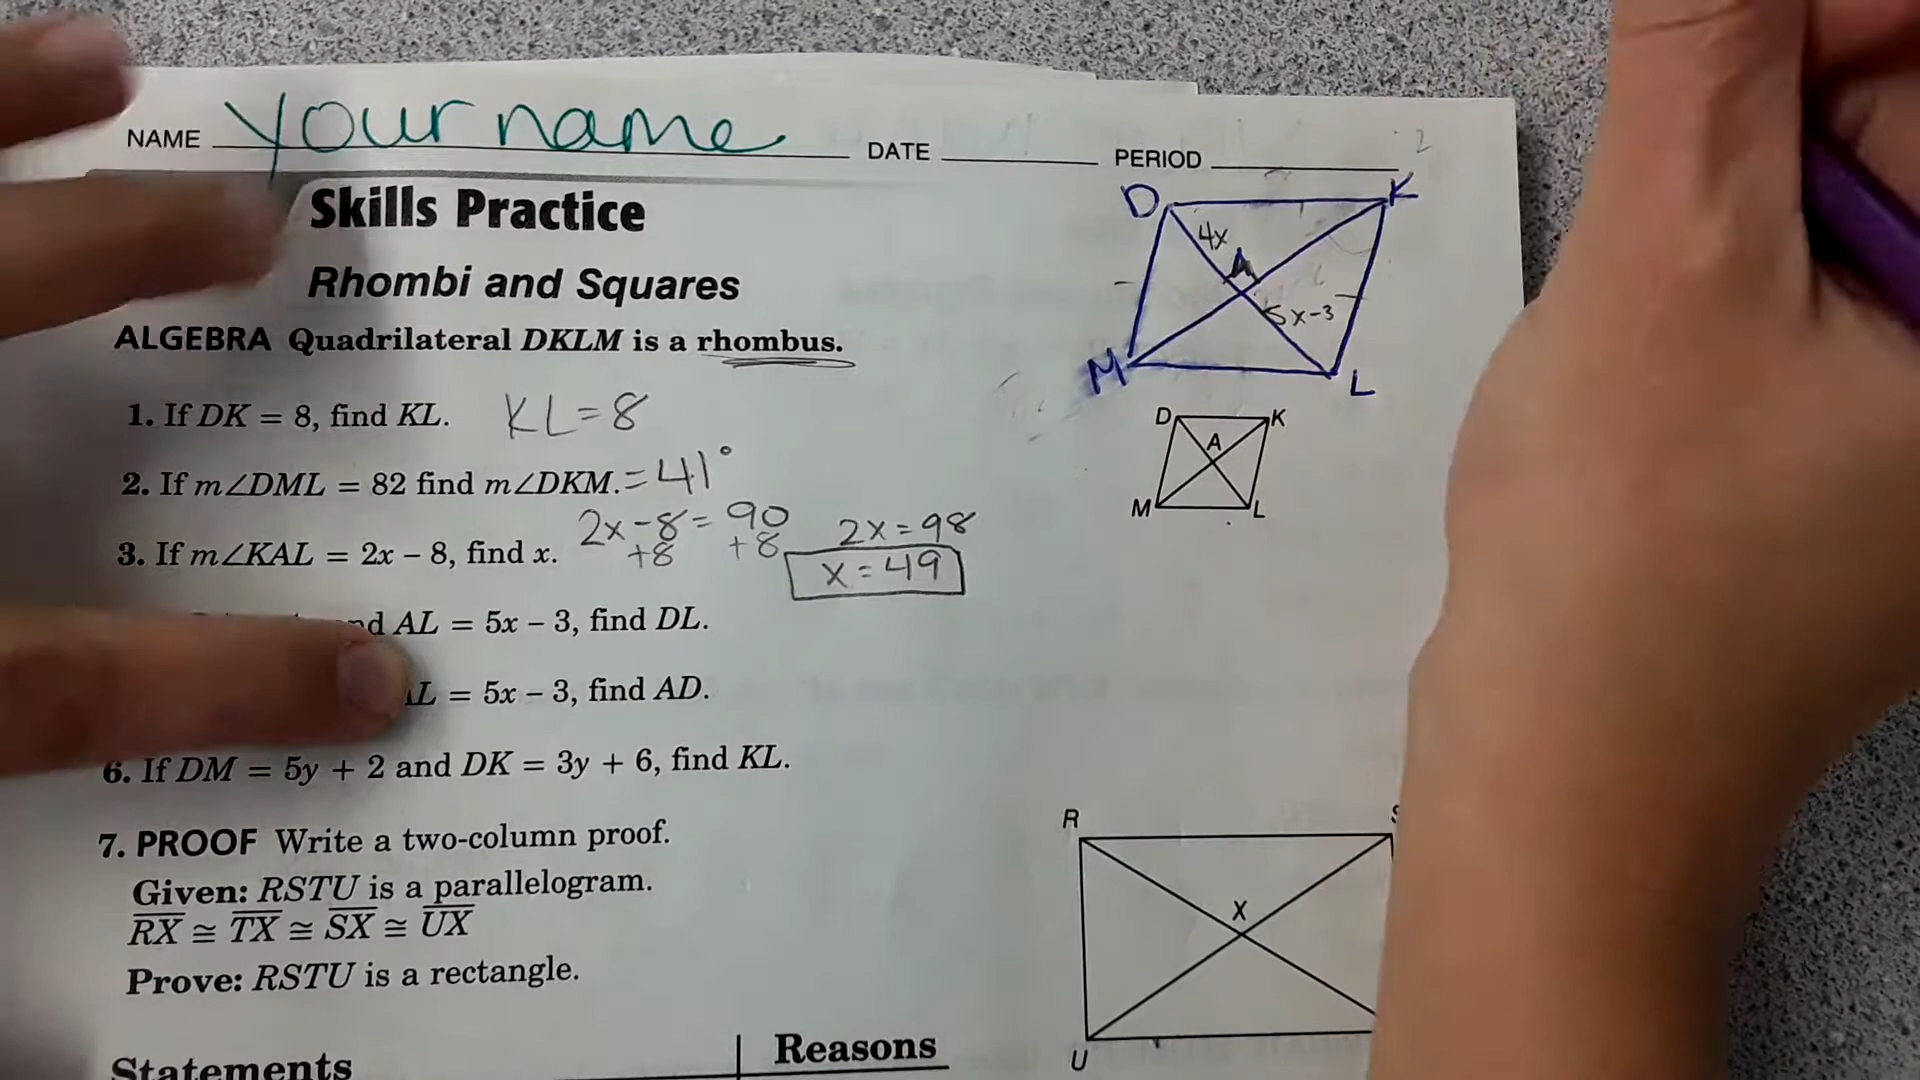 NAME your name DATE PERIOD
Skills Practice
Rhombi and Squares
ALGEBRA Quadrilateral DKLM is a rhombus.
1. If DK = 8, find KL. KL=8
2. If m∠DML = 82 find m∠DKM. =41°
3. If m∠KAL = 2x – 8, find x.
2x-8=90
+8 +8
2x=98
x=49
AL = 5x – 3, find DL.
= 5x – 3, find AD.
6. If DM = 5y + 2 and DK = 3y + 6, find KL.
7. PROOF Write a two-column proof.
Given: RSTU is a parallelogram.
RX ≅ TX ≅ SX ≅ UX
Prove: RSTU is a rectangle.
Statements Reasons
D K
4x
A
5x-3
M L
D K
A
M L
R
X
U